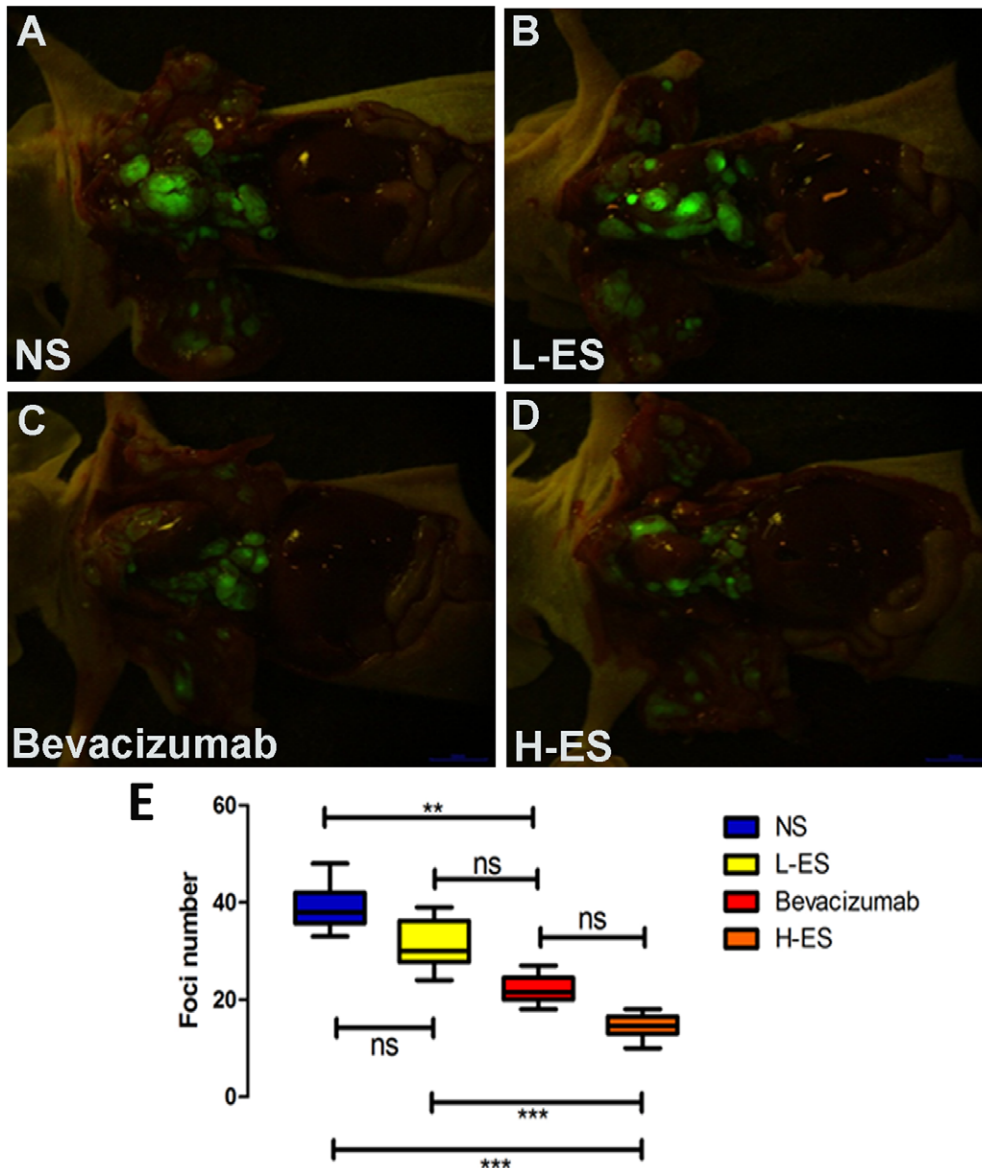 A
NS
B
L-ES
C
Bevacizumab
D
H-ES
E
Foci number
60
40
20
0
**
ns
ns
ns
***
***
NS
L-ES
Bevacizumab
H-ES